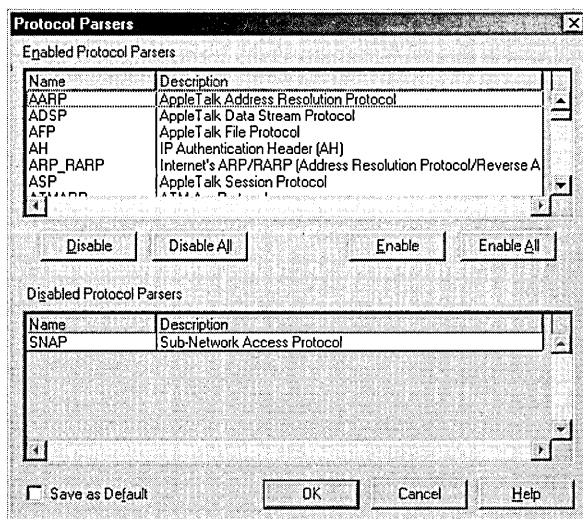 Protocol Parsers
Enabled Protocol Parsers
Name Description
AARP AppleTalk Address Resolution Protocol
ADSP AppleTalk Data Stream Protocol
AFP AppleTalk File Protocol
AH IP Authentication Header (AH)
ARP_RARP Internet's ARP/RARP (Address Resolution Protocol/Reverse A
ASP AppleTalk Session Protocol
Disable Disable All Enable Enable All
Disabled Protocol Parsers
Name Description
SNAP Sub-Network Access Protocol
Save as Default OK Cancel Help